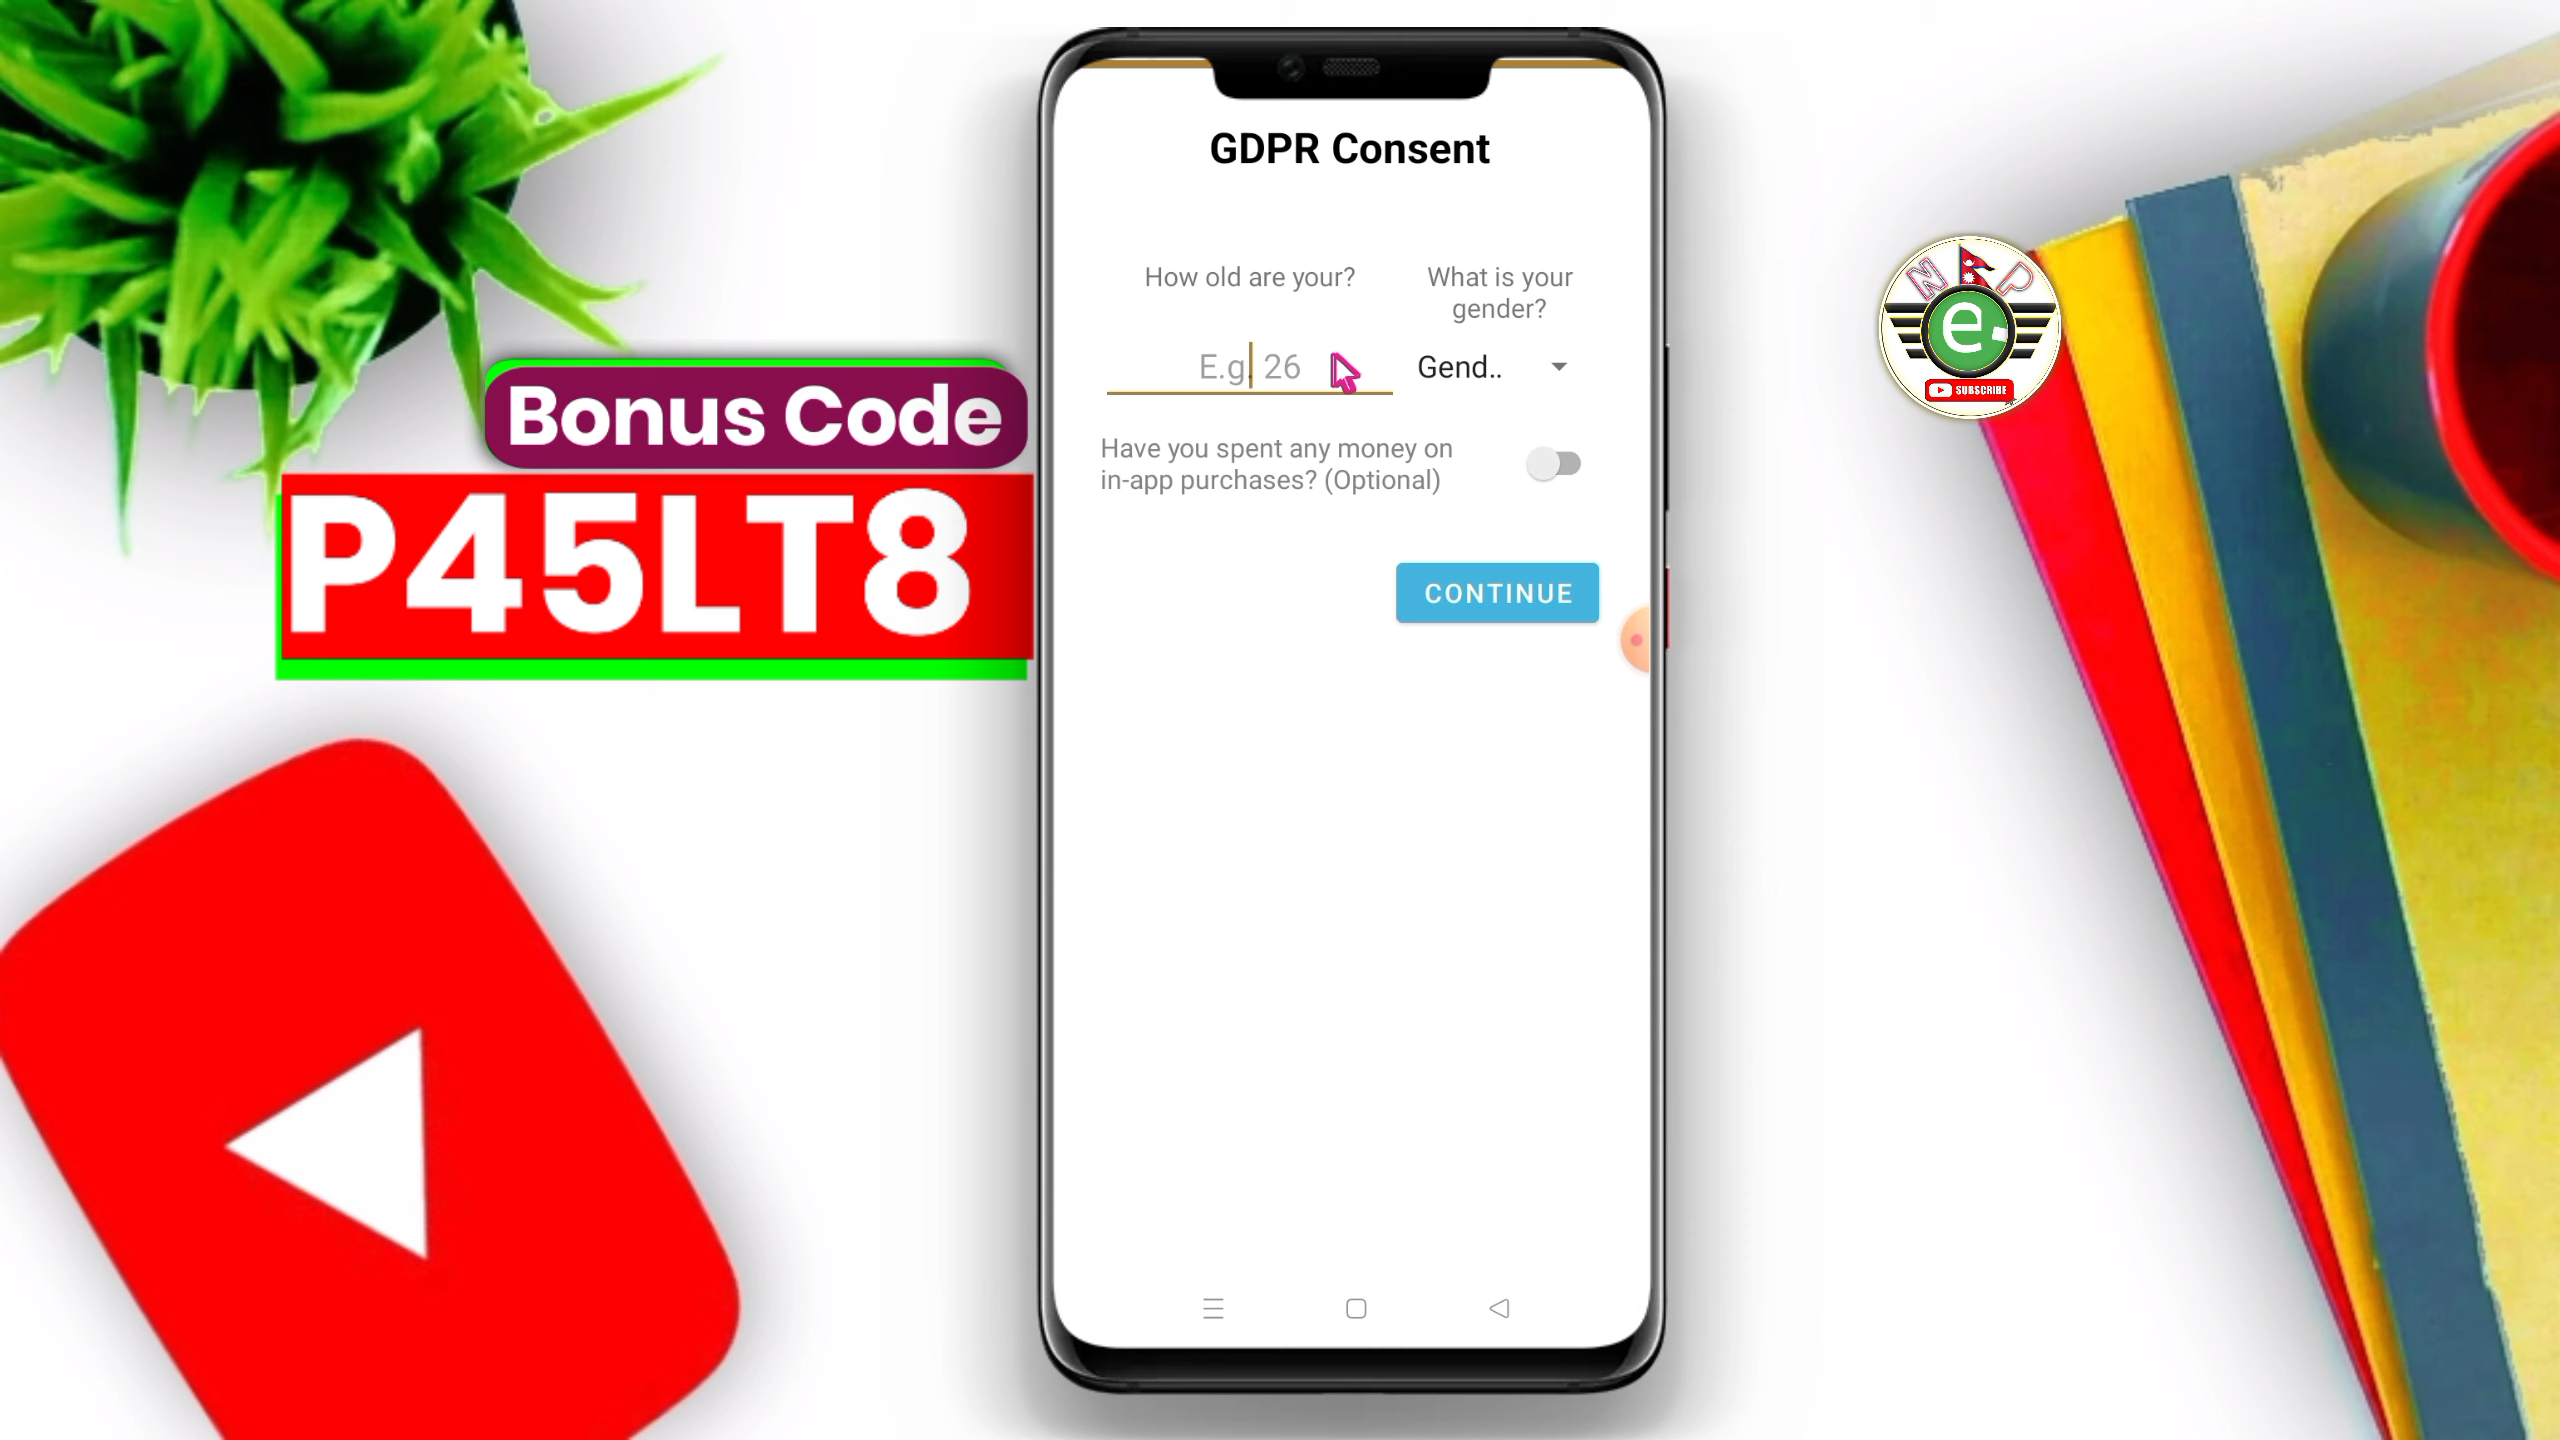 GDPR Consent
How old are your?
What is your
gender?
E.g. 26
Gend..
Have you spent any money on
in-app purchases? (Optional)
CONTINUE
Bonus Code
P45LT8
N P
e
SUBSCRIBE